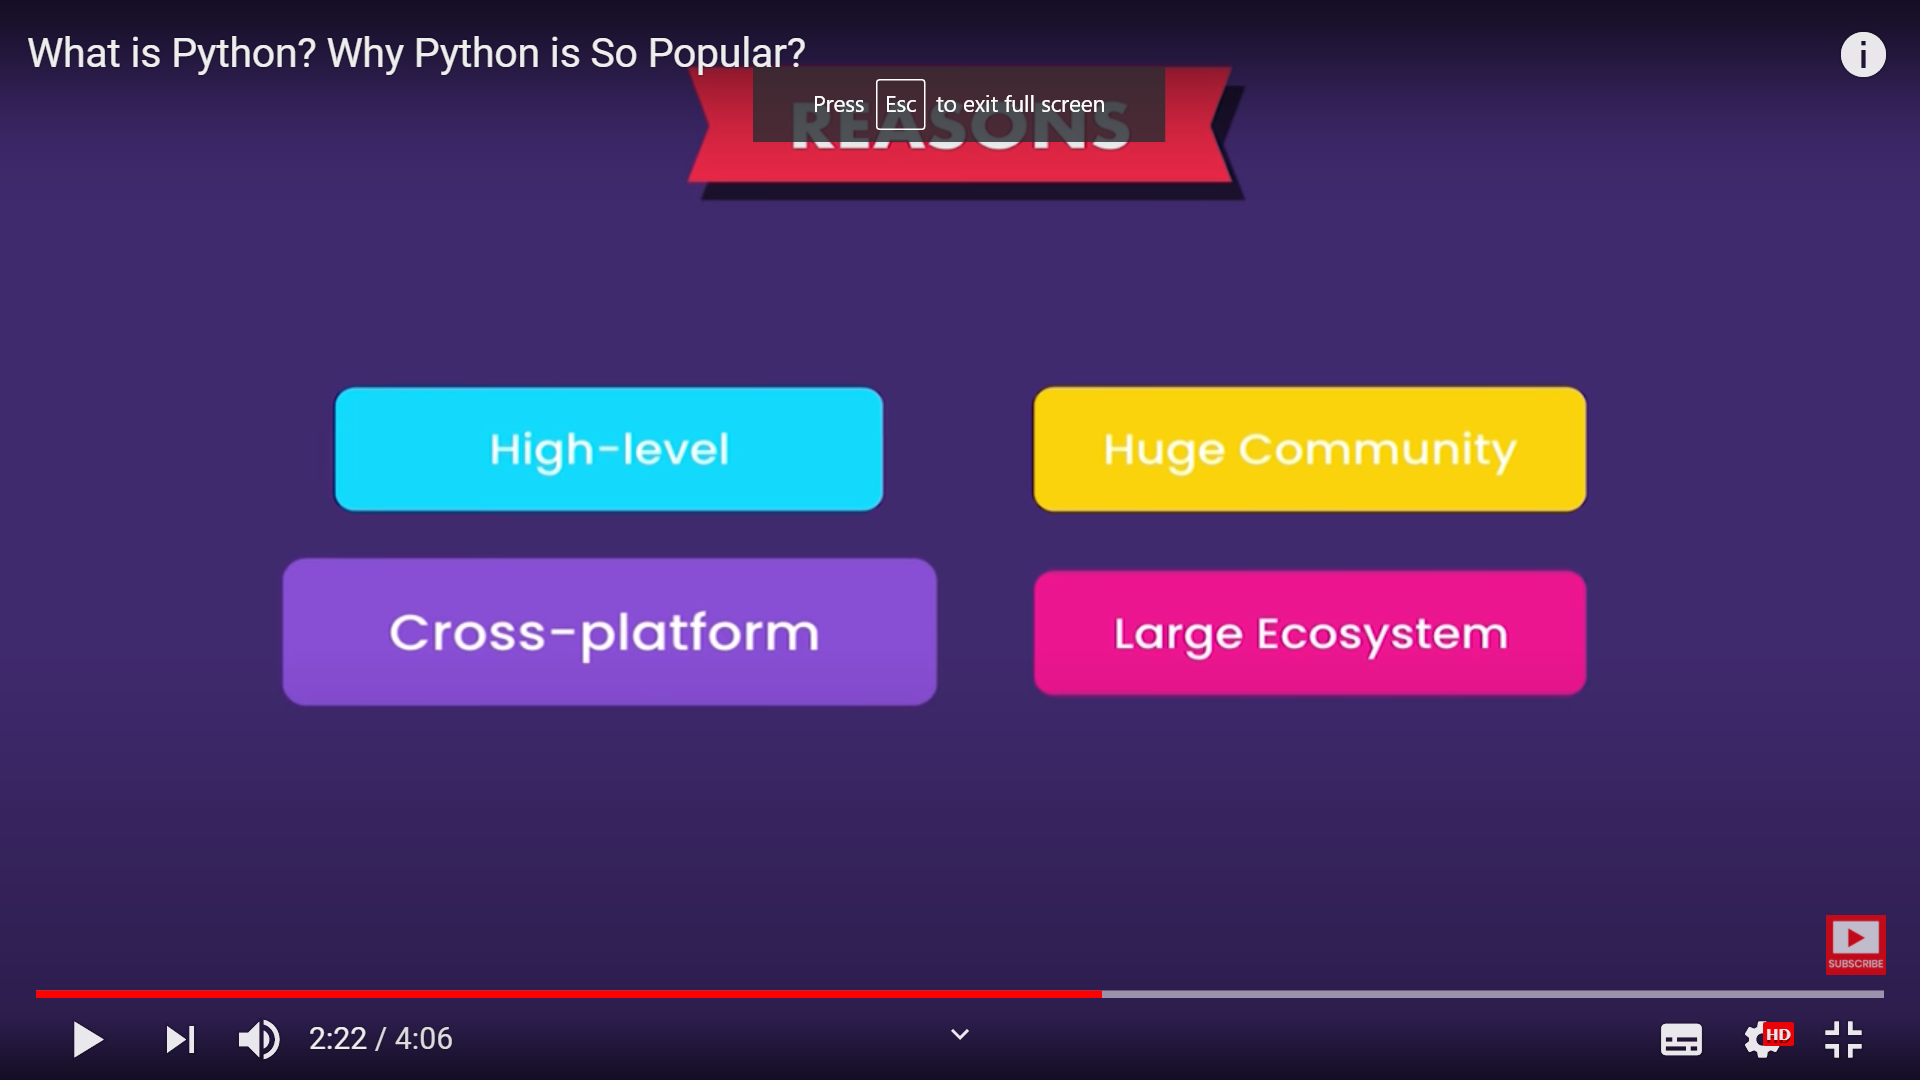 What is Python? Why Python is So Popular?
Press Esc to exit full screen
REASONS
High-level
Huge Community
Cross-platform
Large Ecosystem
SUBSCRIBE
2:22 / 4:06
HD